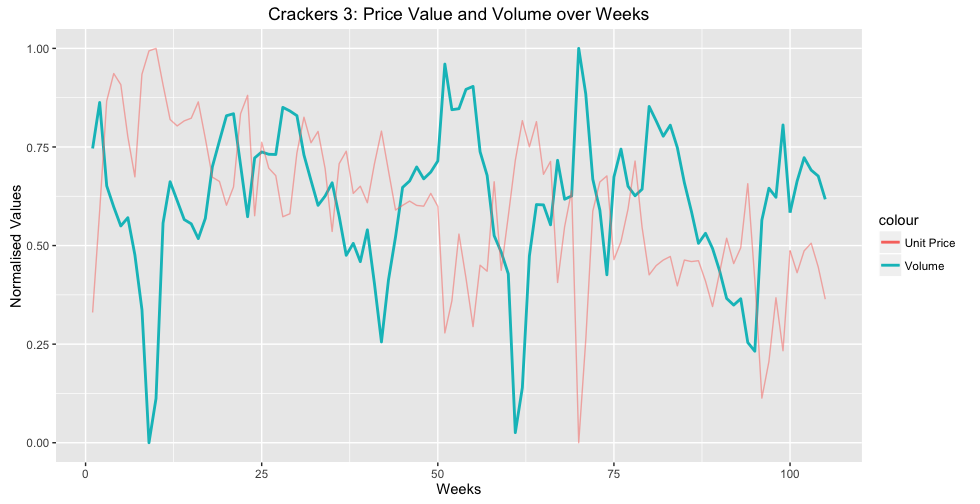 Crackers 3: Price Value and Volume over Weeks
Normalised Values
1.00
0.75
0.50
0.25
0.00
0
25
50
75
100
Weeks
colour
Unit Price
Volume